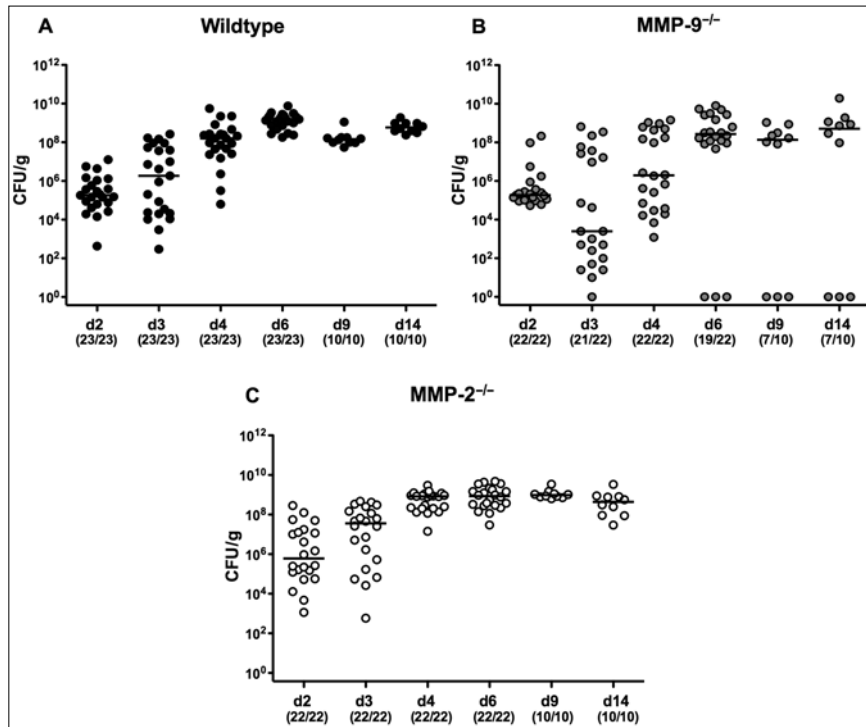 A Wildtype
CFU/g
10¹²
10¹⁰
10⁸
10⁶
10⁴
10²
10⁰
d2 d3 d4 d6 d9 d14
(23/23) (23/23) (23/23) (23/23) (10/10) (10/10)
B MMP-9⁻/⁻
CFU/g
10¹²
10¹⁰
10⁸
10⁶
10⁴
10²
10⁰
d2 d3 d4 d6 d9 d14
(22/22) (21/22) (22/22) (19/22) (7/10) (7/10)
C MMP-2⁻/⁻
CFU/g
10¹²
10¹⁰
10⁸
10⁶
10⁴
10²
10⁰
d2 d3 d4 d6 d9 d14
(22/22) (22/22) (22/22) (22/22) (10/10) (10/10)